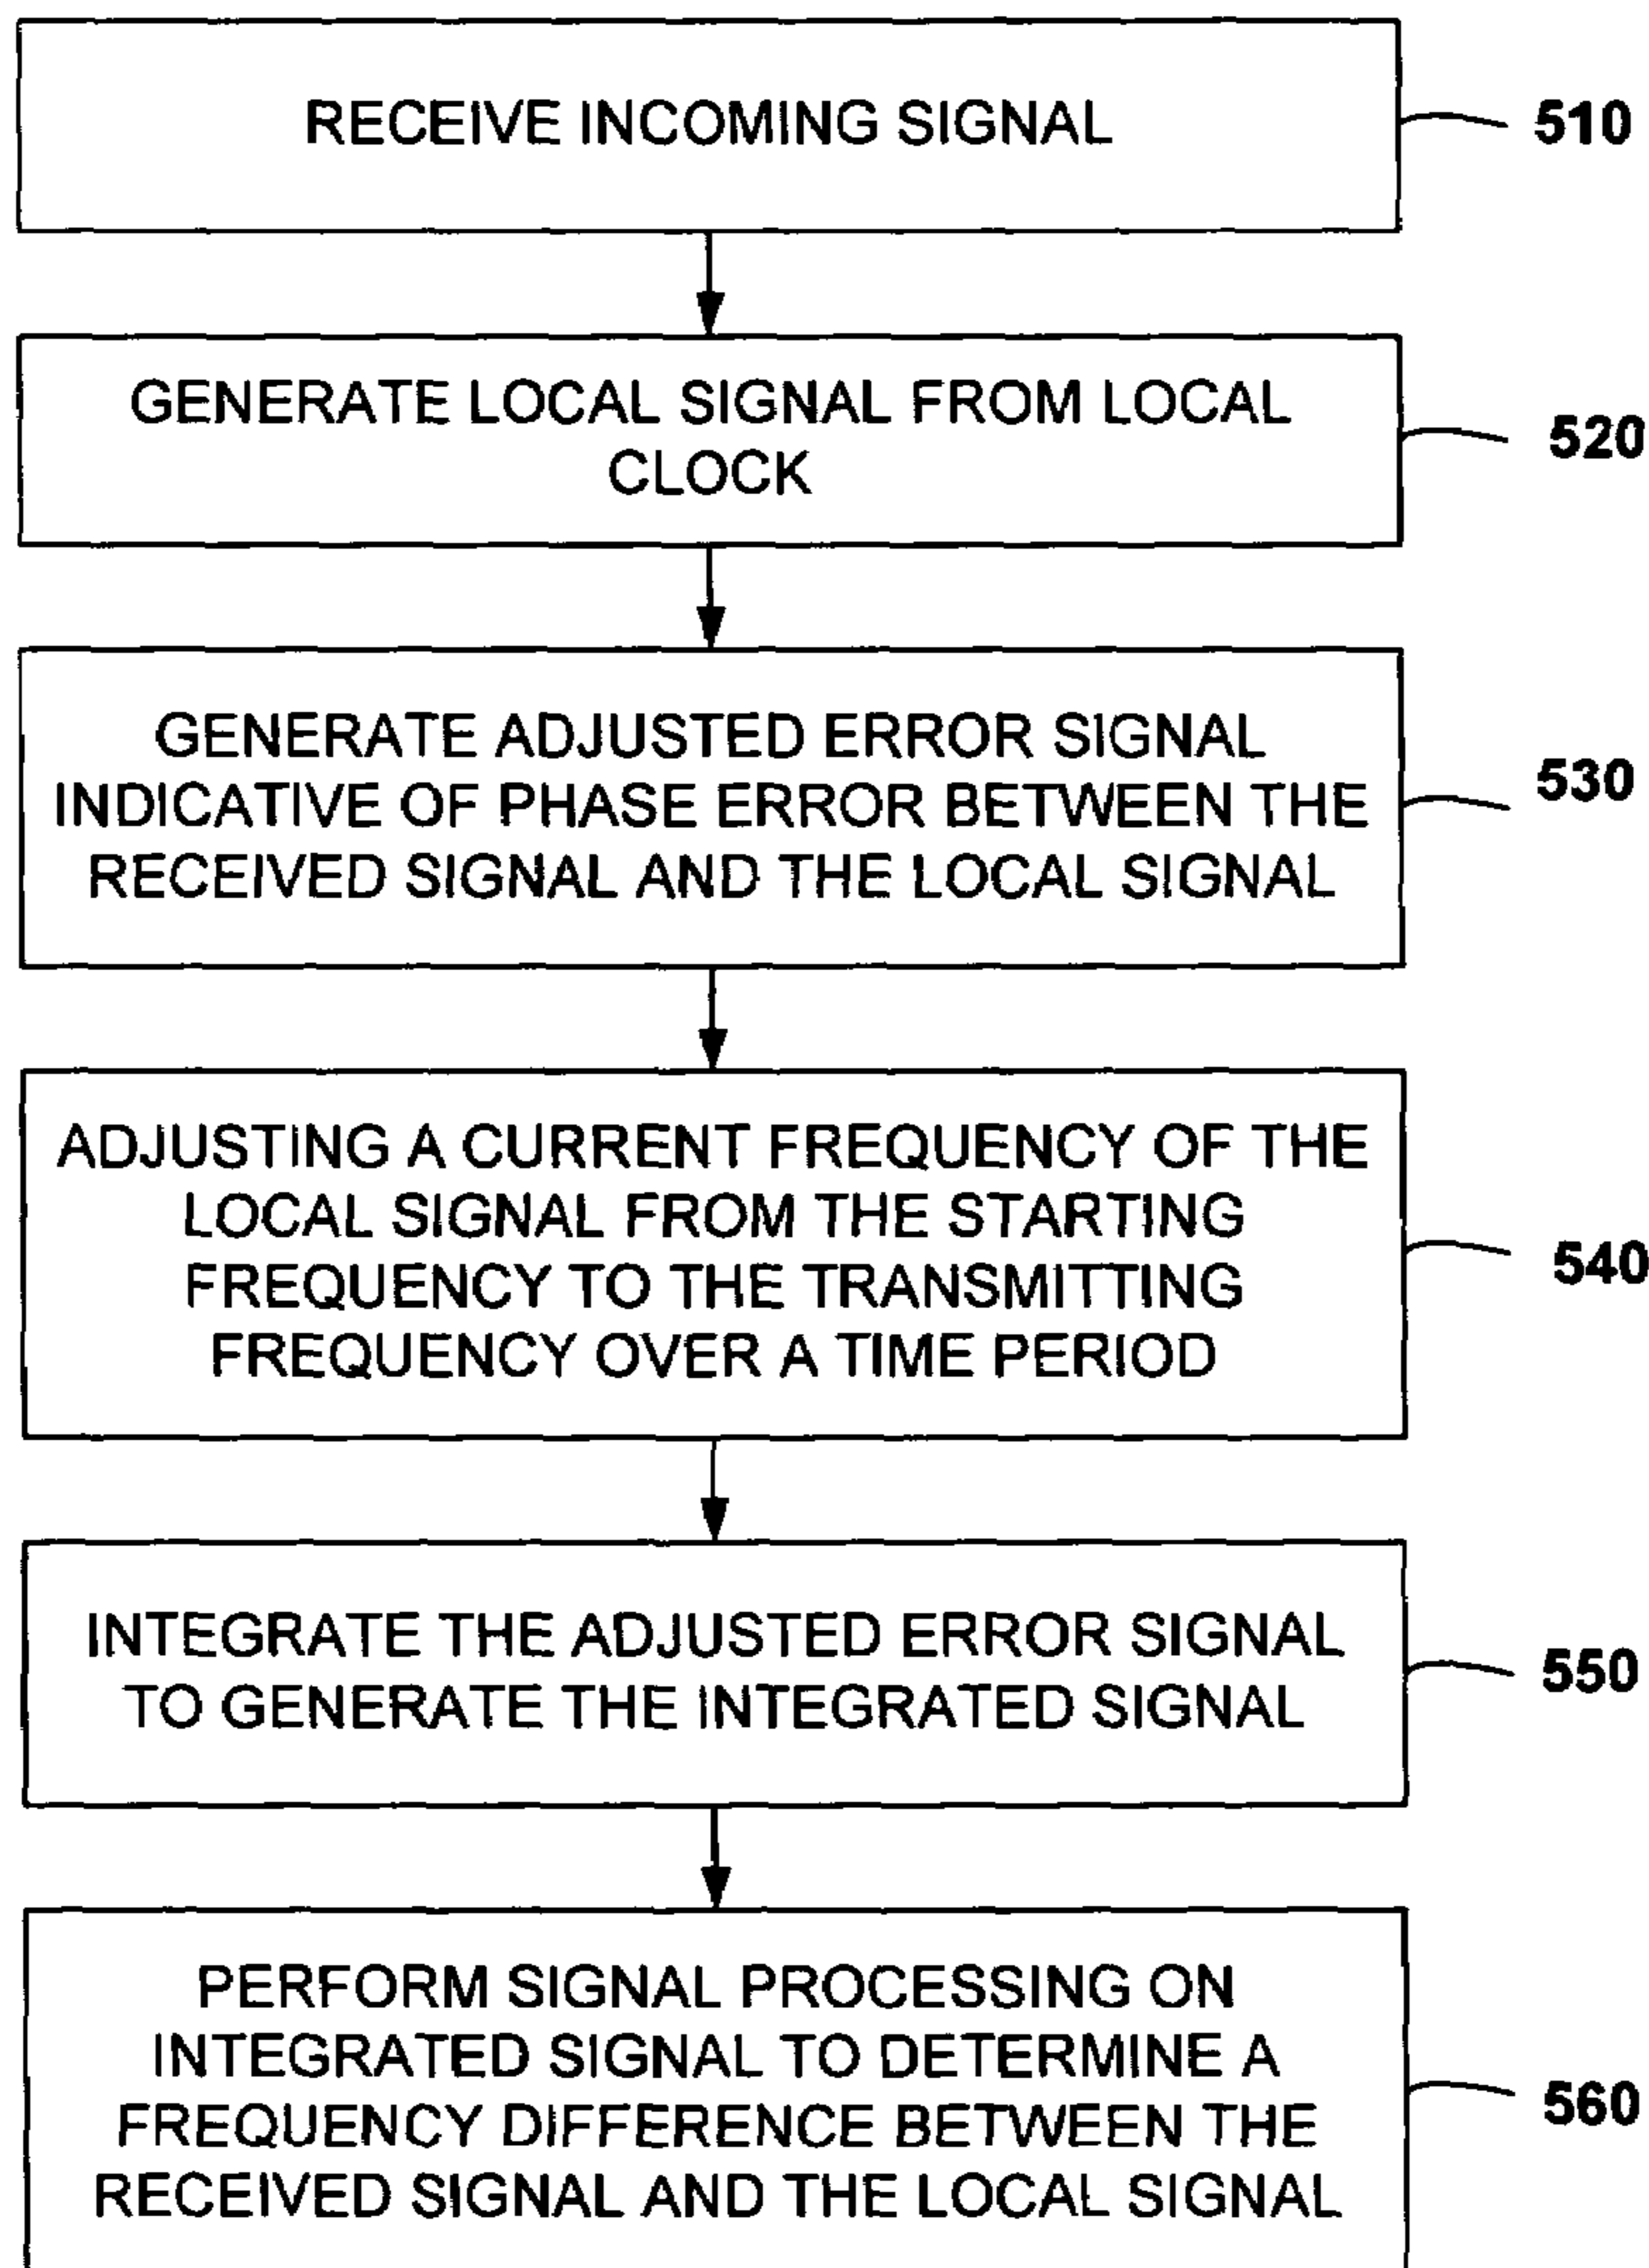 RECEIVE INCOMING SIGNAL
510
GENERATE LOCAL SIGNAL FROM LOCAL
CLOCK
520
GENERATE ADJUSTED ERROR SIGNAL
INDICATIVE OF PHASE ERROR BETWEEN THE
RECEIVED SIGNAL AND THE LOCAL SIGNAL
530
ADJUSTING A CURRENT FREQUENCY OF THE
LOCAL SIGNAL FROM THE STARTING
FREQUENCY TO THE TRANSMITTING
FREQUENCY OVER A TIME PERIOD
540
INTEGRATE THE ADJUSTED ERROR SIGNAL
TO GENERATE THE INTEGRATED SIGNAL
550
PERFORM SIGNAL PROCESSING ON
INTEGRATED SIGNAL TO DETERMINE A
FREQUENCY DIFFERENCE BETWEEN THE
RECEIVED SIGNAL AND THE LOCAL SIGNAL
560